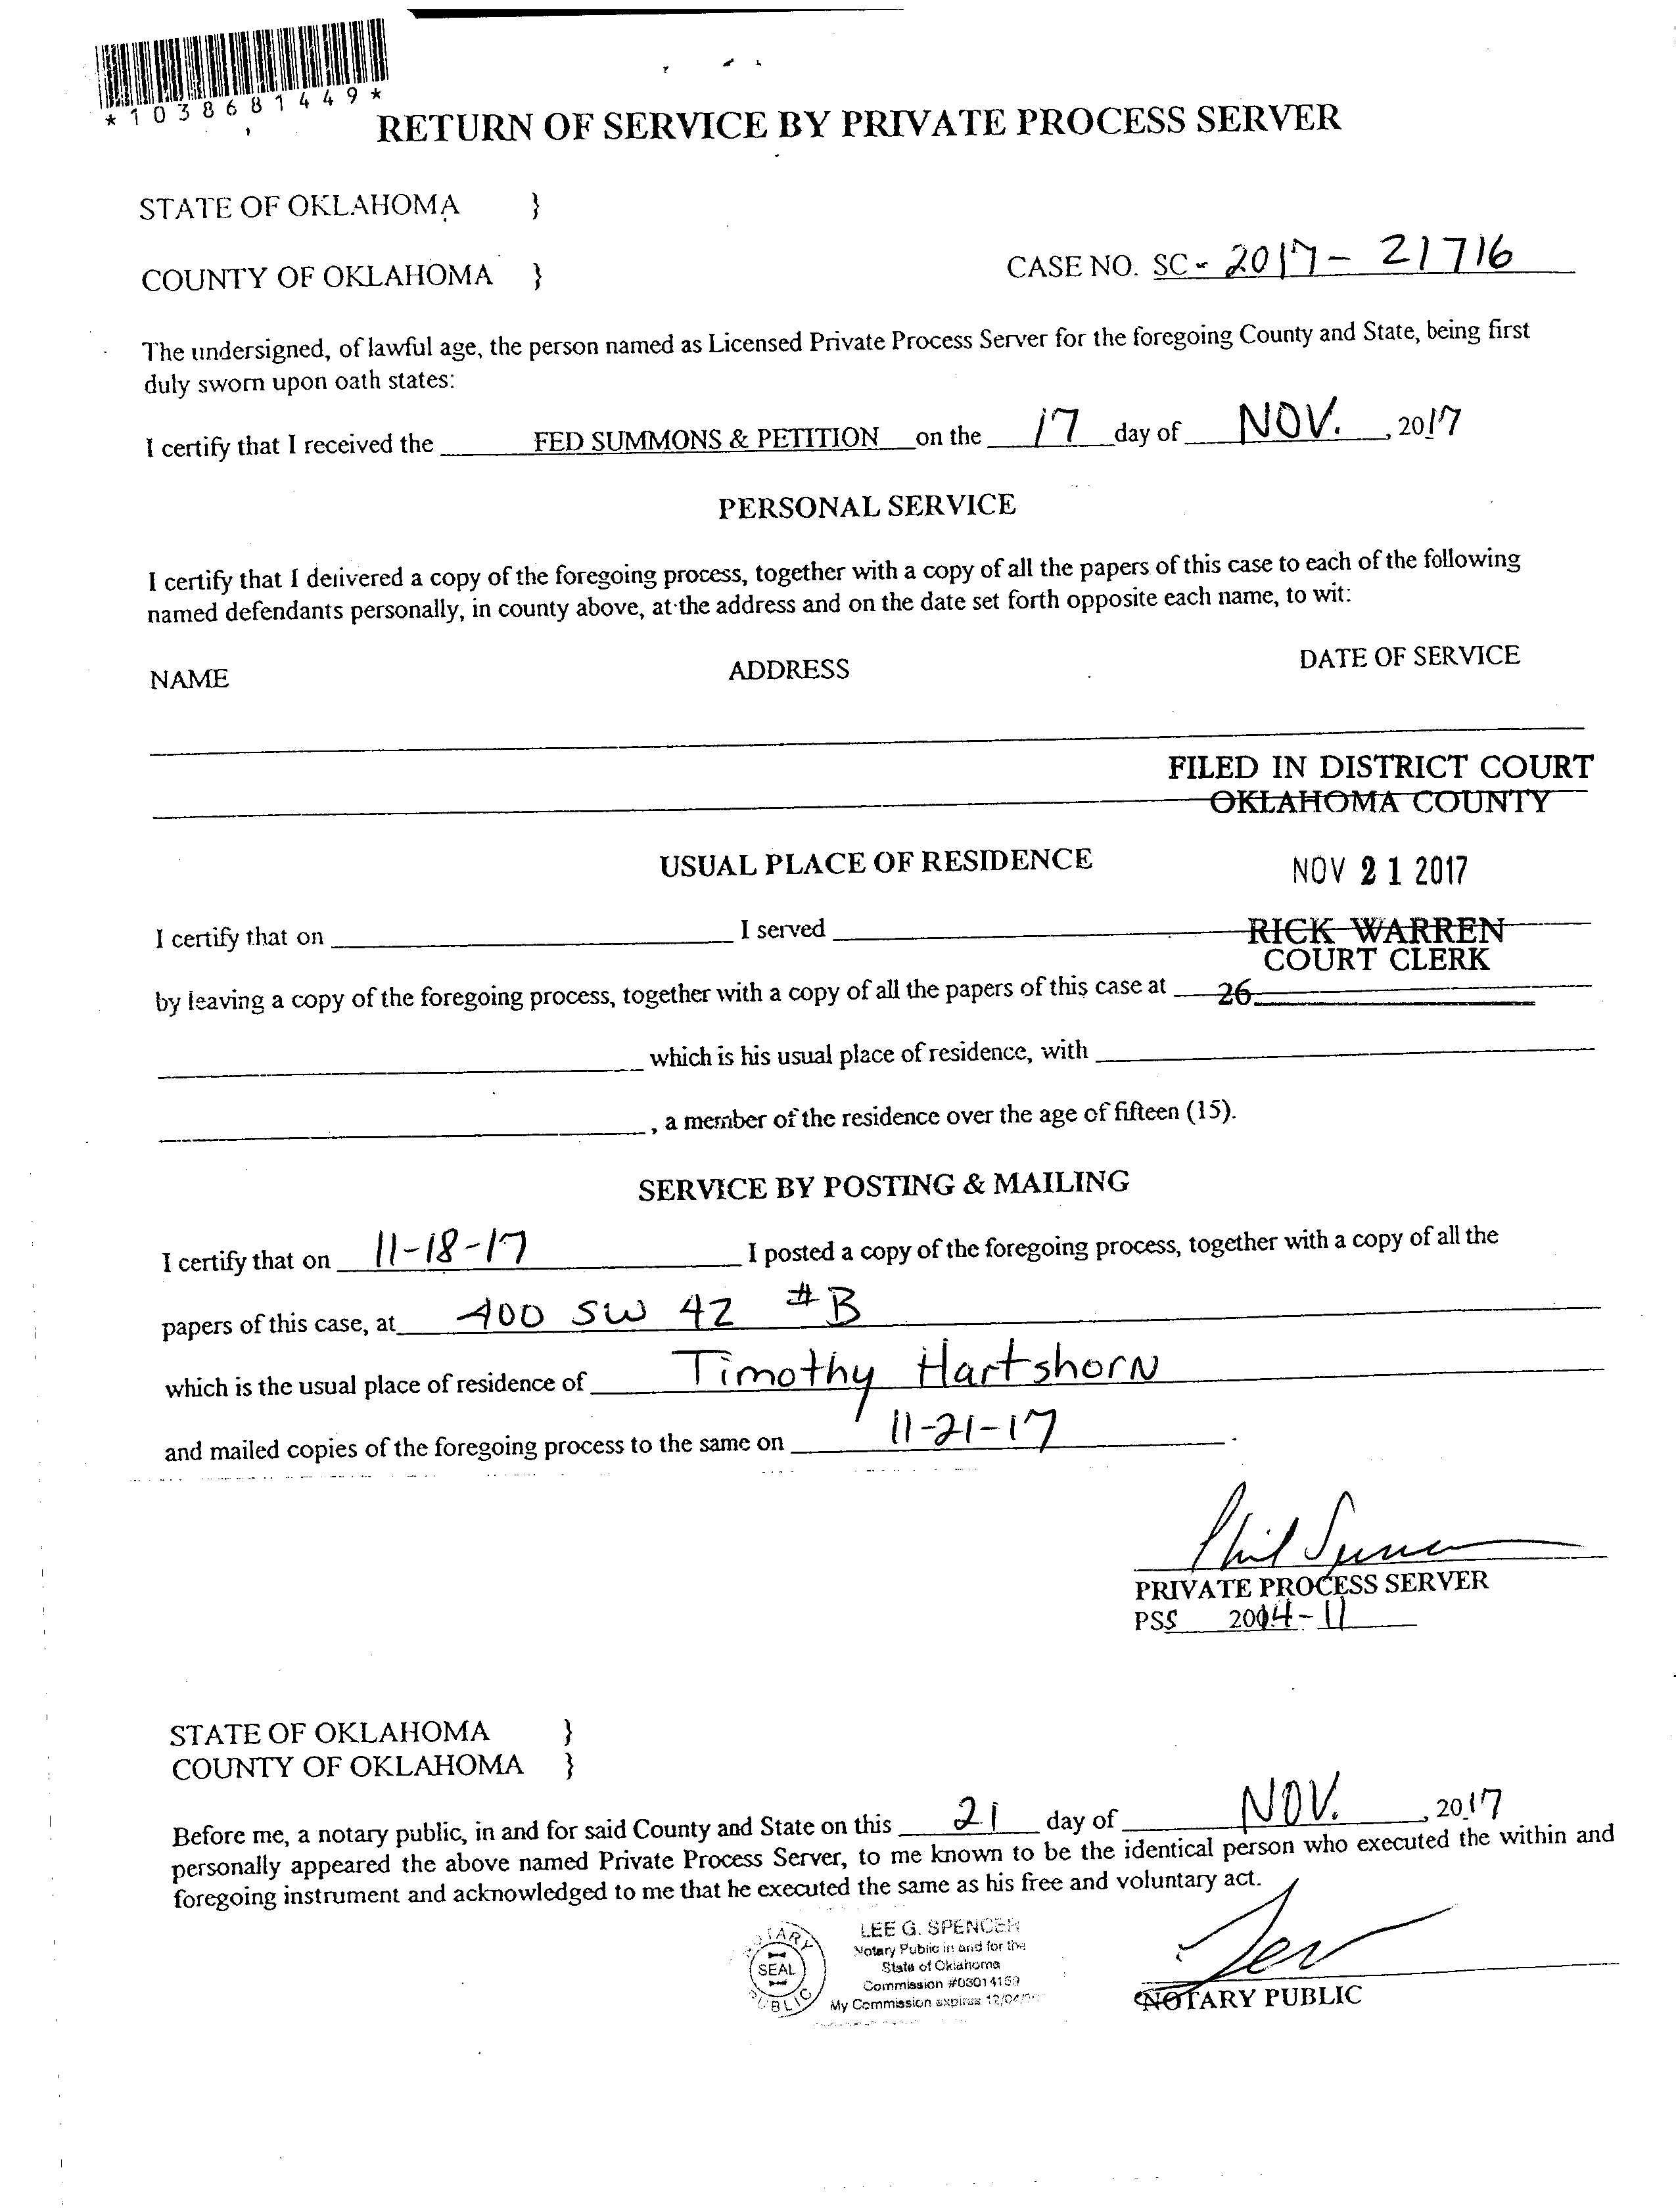 *1038681449*
RETURN OF SERVICE BY PRIVATE PROCESS SERVER
STATE OF OKLAHOMA }
COUNTY OF OKLAHOMA }
CASE NO. SC - 2017 - 21716
The undersigned, of lawful age, the person named as Licensed Private Process Server for the foregoing County and State, being first
duly sworn upon oath states:
I certify that I received the FED SUMMONS & PETITION on the 17 day of NOV. , 2017
PERSONAL SERVICE
I certify that I delivered a copy of the foregoing process, together with a copy of all the papers of this case to each of the following
named defendants personally, in county above, at the address and on the date set forth opposite each name, to wit:
NAME ADDRESS DATE OF SERVICE
FILED IN DISTRICT COURT
OKLAHOMA COUNTY
USUAL PLACE OF RESIDENCE
NOV 21 2017
I certify that on I served
RICK WARREN
COURT CLERK
by leaving a copy of the foregoing process, together with a copy of all the papers of this case at
26
which is his usual place of residence, with
, a member of the residence over the age of fifteen (15).
SERVICE BY POSTING & MAILING
I certify that on 11-18-17 I posted a copy of the foregoing process, together with a copy of all the
papers of this case, at 400 SW 42 #B
which is the usual place of residence of Timothy Hartshorn
and mailed copies of the foregoing process to the same on 11-21-17 .
PRIVATE PROCESS SERVER
PSS 2014-11
STATE OF OKLAHOMA }
COUNTY OF OKLAHOMA }
Before me, a notary public, in and for said County and State on this 21 day of NOV. , 2017
personally appeared the above named Private Process Server, to me known to be the identical person who executed the within and
foregoing instrument and acknowledged to me that he executed the same as his free and voluntary act.
NOTARY
SEAL
PUBLIC
LEE G. SPENCER
Notary Public in and for the
State of Oklahoma
Commission #03014159
My Commission expires
NOTARY PUBLIC